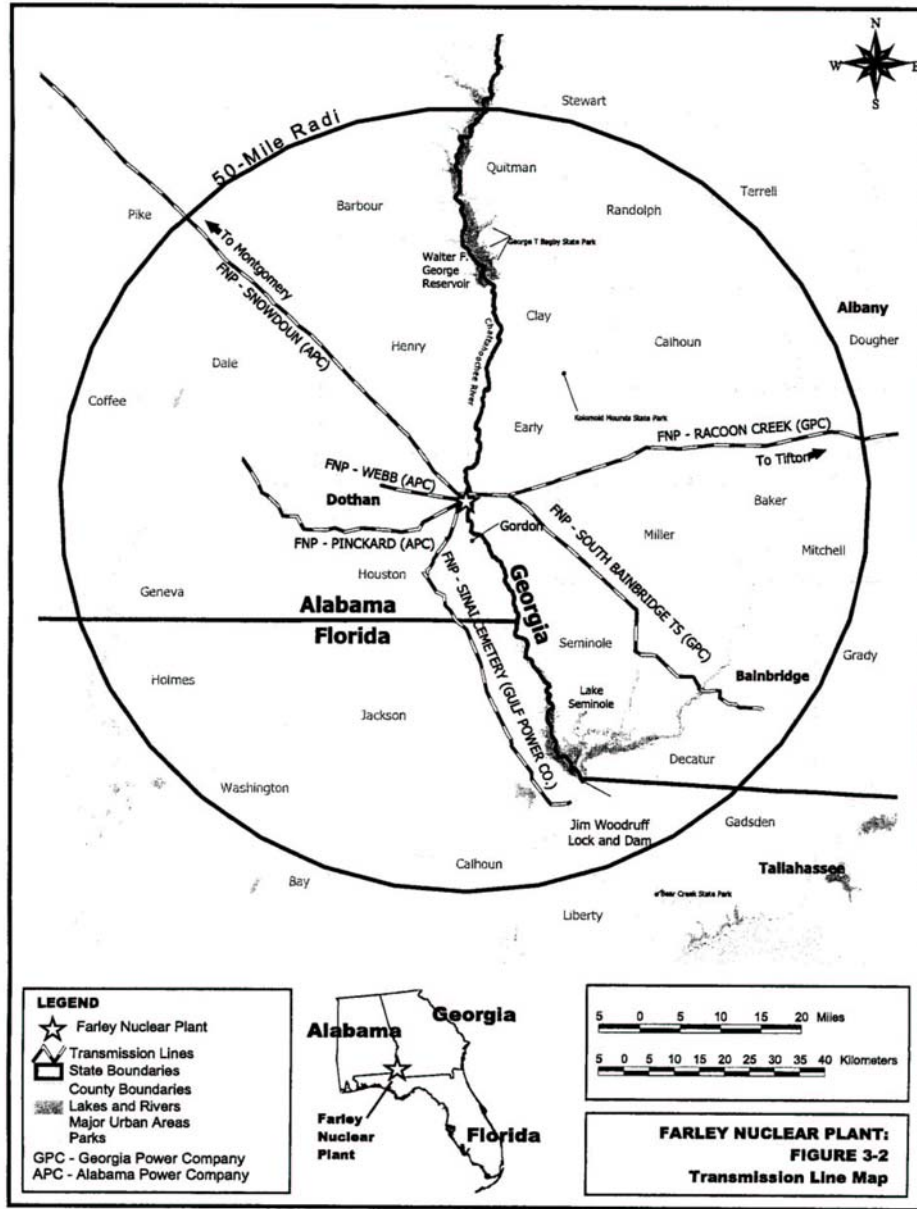 N
W E
S
Stewart
50-Mile Radi
Quitman
Terrell
Pike
Barbour
Randolph
To Montgomery
George T Bagby State Park
Walter F.
George
Reservoir
FNP - SNOWDOUN (APC)
Albany
Clay
Chattahoochee River
Dougher
Henry
Calhoun
Dale
Coffee
Kolomoki Mounds State Park
Early
FNP - RACOON CREEK (GPC)
To Tifton
FNP - WEBB (APC)
Dothan
Baker
Gordon
FNP - SOUTH BAINBRIDGE TS (GPC)
Miller
FNP - PINCKARD (APC)
Mitchell
Houston
FNP - SINAI CEMETERY (GULF POWER CO.)
Georgia
Geneva
Alabama
Florida
Seminole
Grady
Holmes
Bainbridge
Lake
Seminole
Jackson
Decatur
Washington
Jim Woodruff
Lock and Dam
Gadsden
Calhoun
Tallahassee
Bay
Bear Creek State Park
Liberty
LEGEND
Farley Nuclear Plant
Transmission Lines
State Boundaries
County Boundaries
Lakes and Rivers
Major Urban Areas
Parks
GPC - Georgia Power Company
APC - Alabama Power Company
Alabama
Georgia
Farley
Nuclear
Plant
Florida
5 0 5 10 15 20 Miles
5 0 5 10 15 20 25 30 35 40 Kilometers
FARLEY NUCLEAR PLANT:
FIGURE 3-2
Transmission Line Map